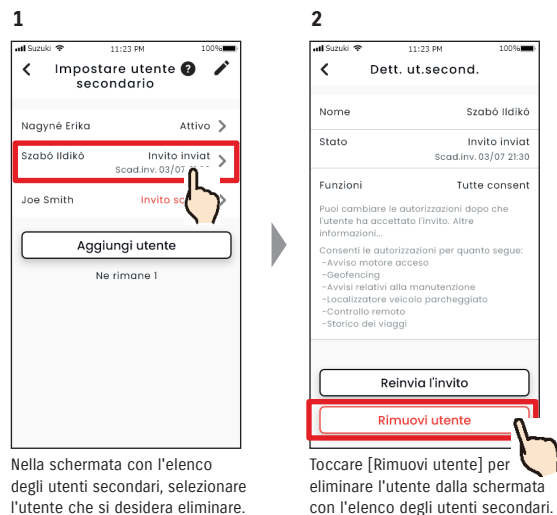 1
Suzuki 11:23 PM 100%
Impostare utente ?
secondario
Nagyné Erika Attivo
Szabó Ildikó Invito inviat
Scad.inv. 03/07
Joe Smith Invito
Aggiungi utente
Ne rimane 1
Nella schermata con l'elenco
degli utenti secondari, selezionare
l'utente che si desidera eliminare.
2
Suzuki 11:23 PM 100%
Dett. ut.second.
Nome Szabó Ildikó
Stato Invito inviat
Scad.inv. 03/07 21:30
Funzioni Tutte consent
Puoi cambiare le autorizzazioni dopo che
l'utente ha accettato l'invito. Altre
informazioni...
Consenti le autorizzazioni per quanto segue:
-Avviso motore acceso
-Geofencing
-Avvisi relativi alla manutenzione
-Localizzatore veicolo parcheggiato
-Controllo remoto
-Storico dei viaggi
Reinvia l'invito
Rimuovi utente
Toccare [Rimuovi utente] per
eliminare l'utente dalla schermata
con l'elenco degli utenti secondari.